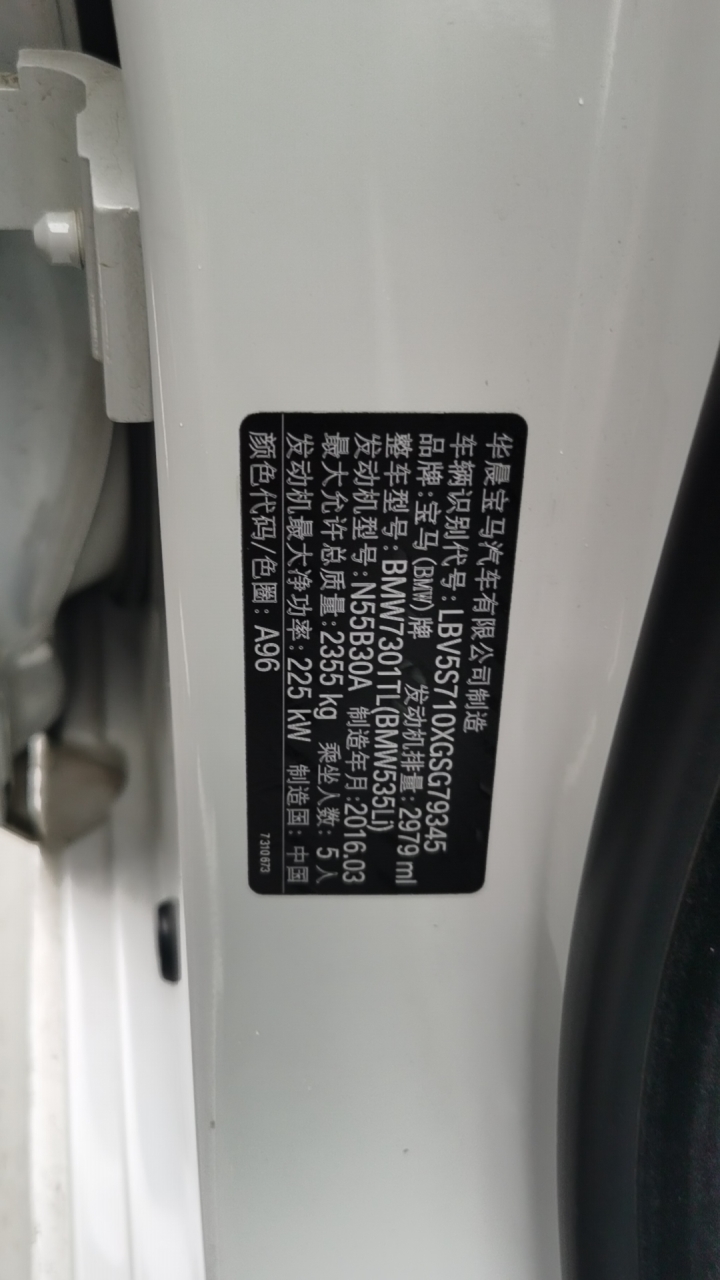 华晨宝马汽车有限公司制造
车辆识别代号:LBV5S710XGSG79345
品牌:宝马(BMW)牌 发动机排量:2979 ml
整车型号:BMW7301TL(BMW535Li)
发动机型号:N55B30A 制造年月:2016.03
最大允许总质量:2355 kg 乘坐人数:5 人
发动机最大净功率:225 kW 制造国:中国
颜色代码/色圈:A96
7310673